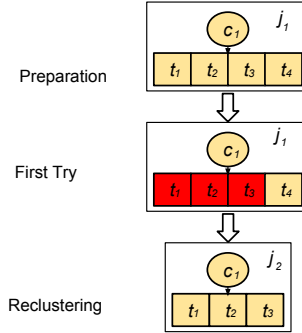 j1
c1
Preparation
t1 t2 t3 t4
j1
c1
First Try
t1 t2 t3 t4
j2
c1
Reclustering
t1 t2 t3